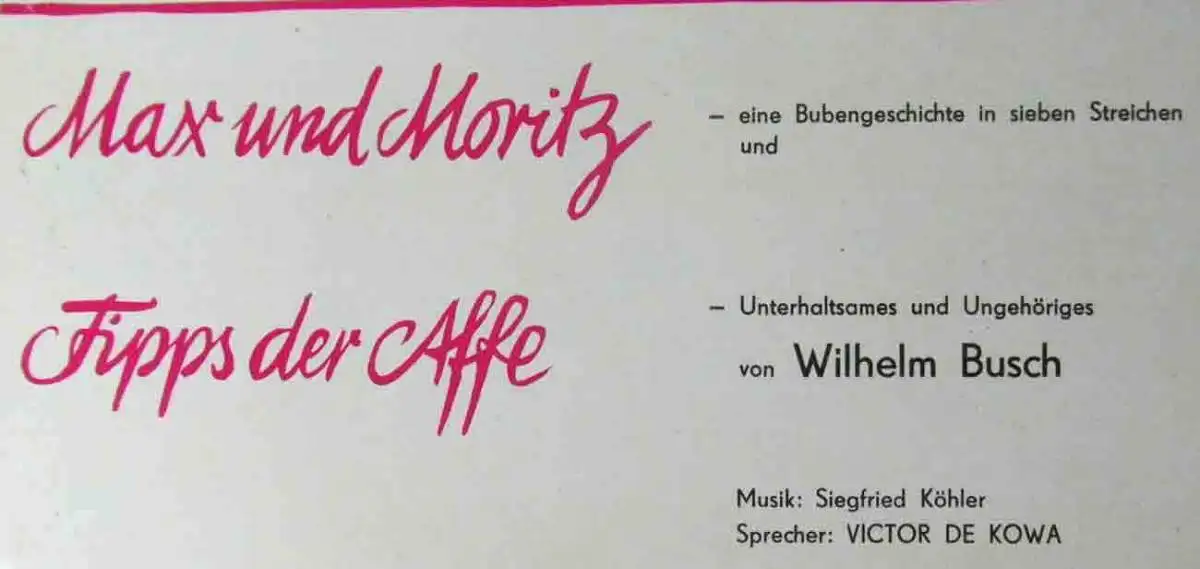 Max und Moritz – eine Bubengeschichte in sieben Streichen
und
Fipps der Affe – Unterhaltsames und Ungehöriges
von Wilhelm Busch
Musik: Siegfried Köhler
Sprecher: VICTOR DE KOWA